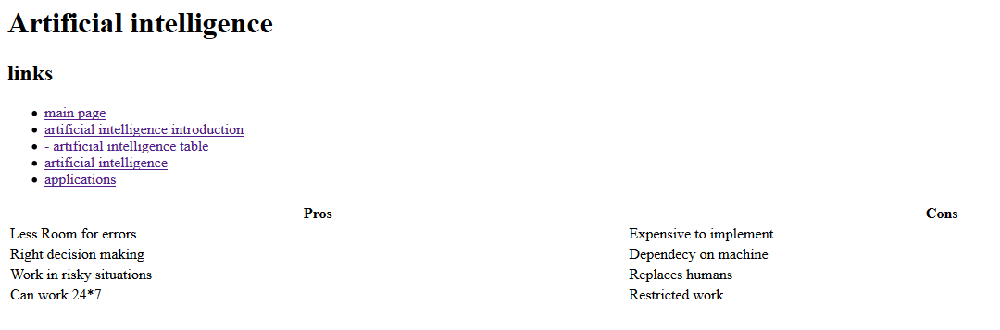 Artificial intelligence
links
main page
artificial intelligence introduction
- artificial intelligence table
artificial intelligence
applications
Pros Cons
Less Room for errors Expensive to implement
Right decision making Dependecy on machine
Work in risky situations Replaces humans
Can work 24*7 Restricted work